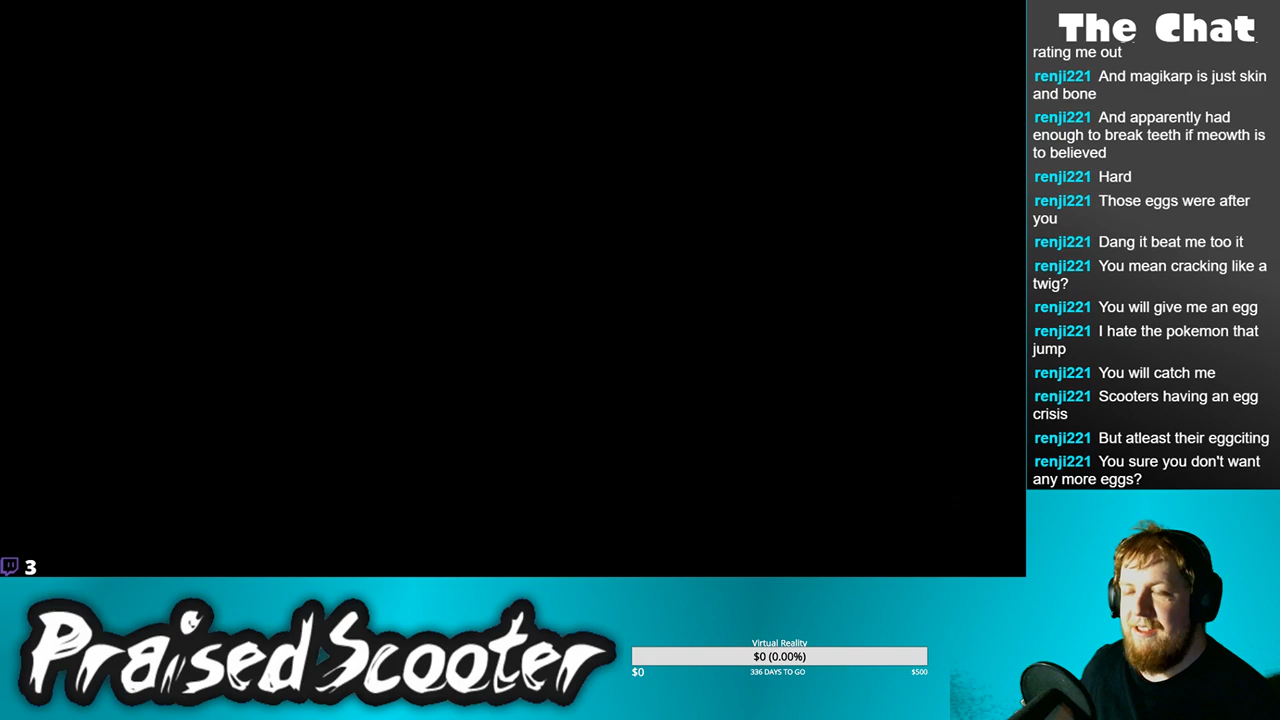 The Chat
rating me out
renji221 And magikarp is just skin
and bone
renji221 And apparently had
enough to break teeth if meowth is
to believed
renji221 Hard
renji221 Those eggs were after
you
renji221 Dang it beat me too it
renji221 You mean cracking like a
twig?
renji221 You will give me an egg
renji221 I hate the pokemon that
jump
renji221 You will catch me
renji221 Scooters having an egg
crisis
renji221 But atleast their eggciting
renji221 You sure you don't want
any more eggs?
3
PraisedScooter
Virtual Reality
$0 (0.00%)
$0 336 DAYS TO GO $500